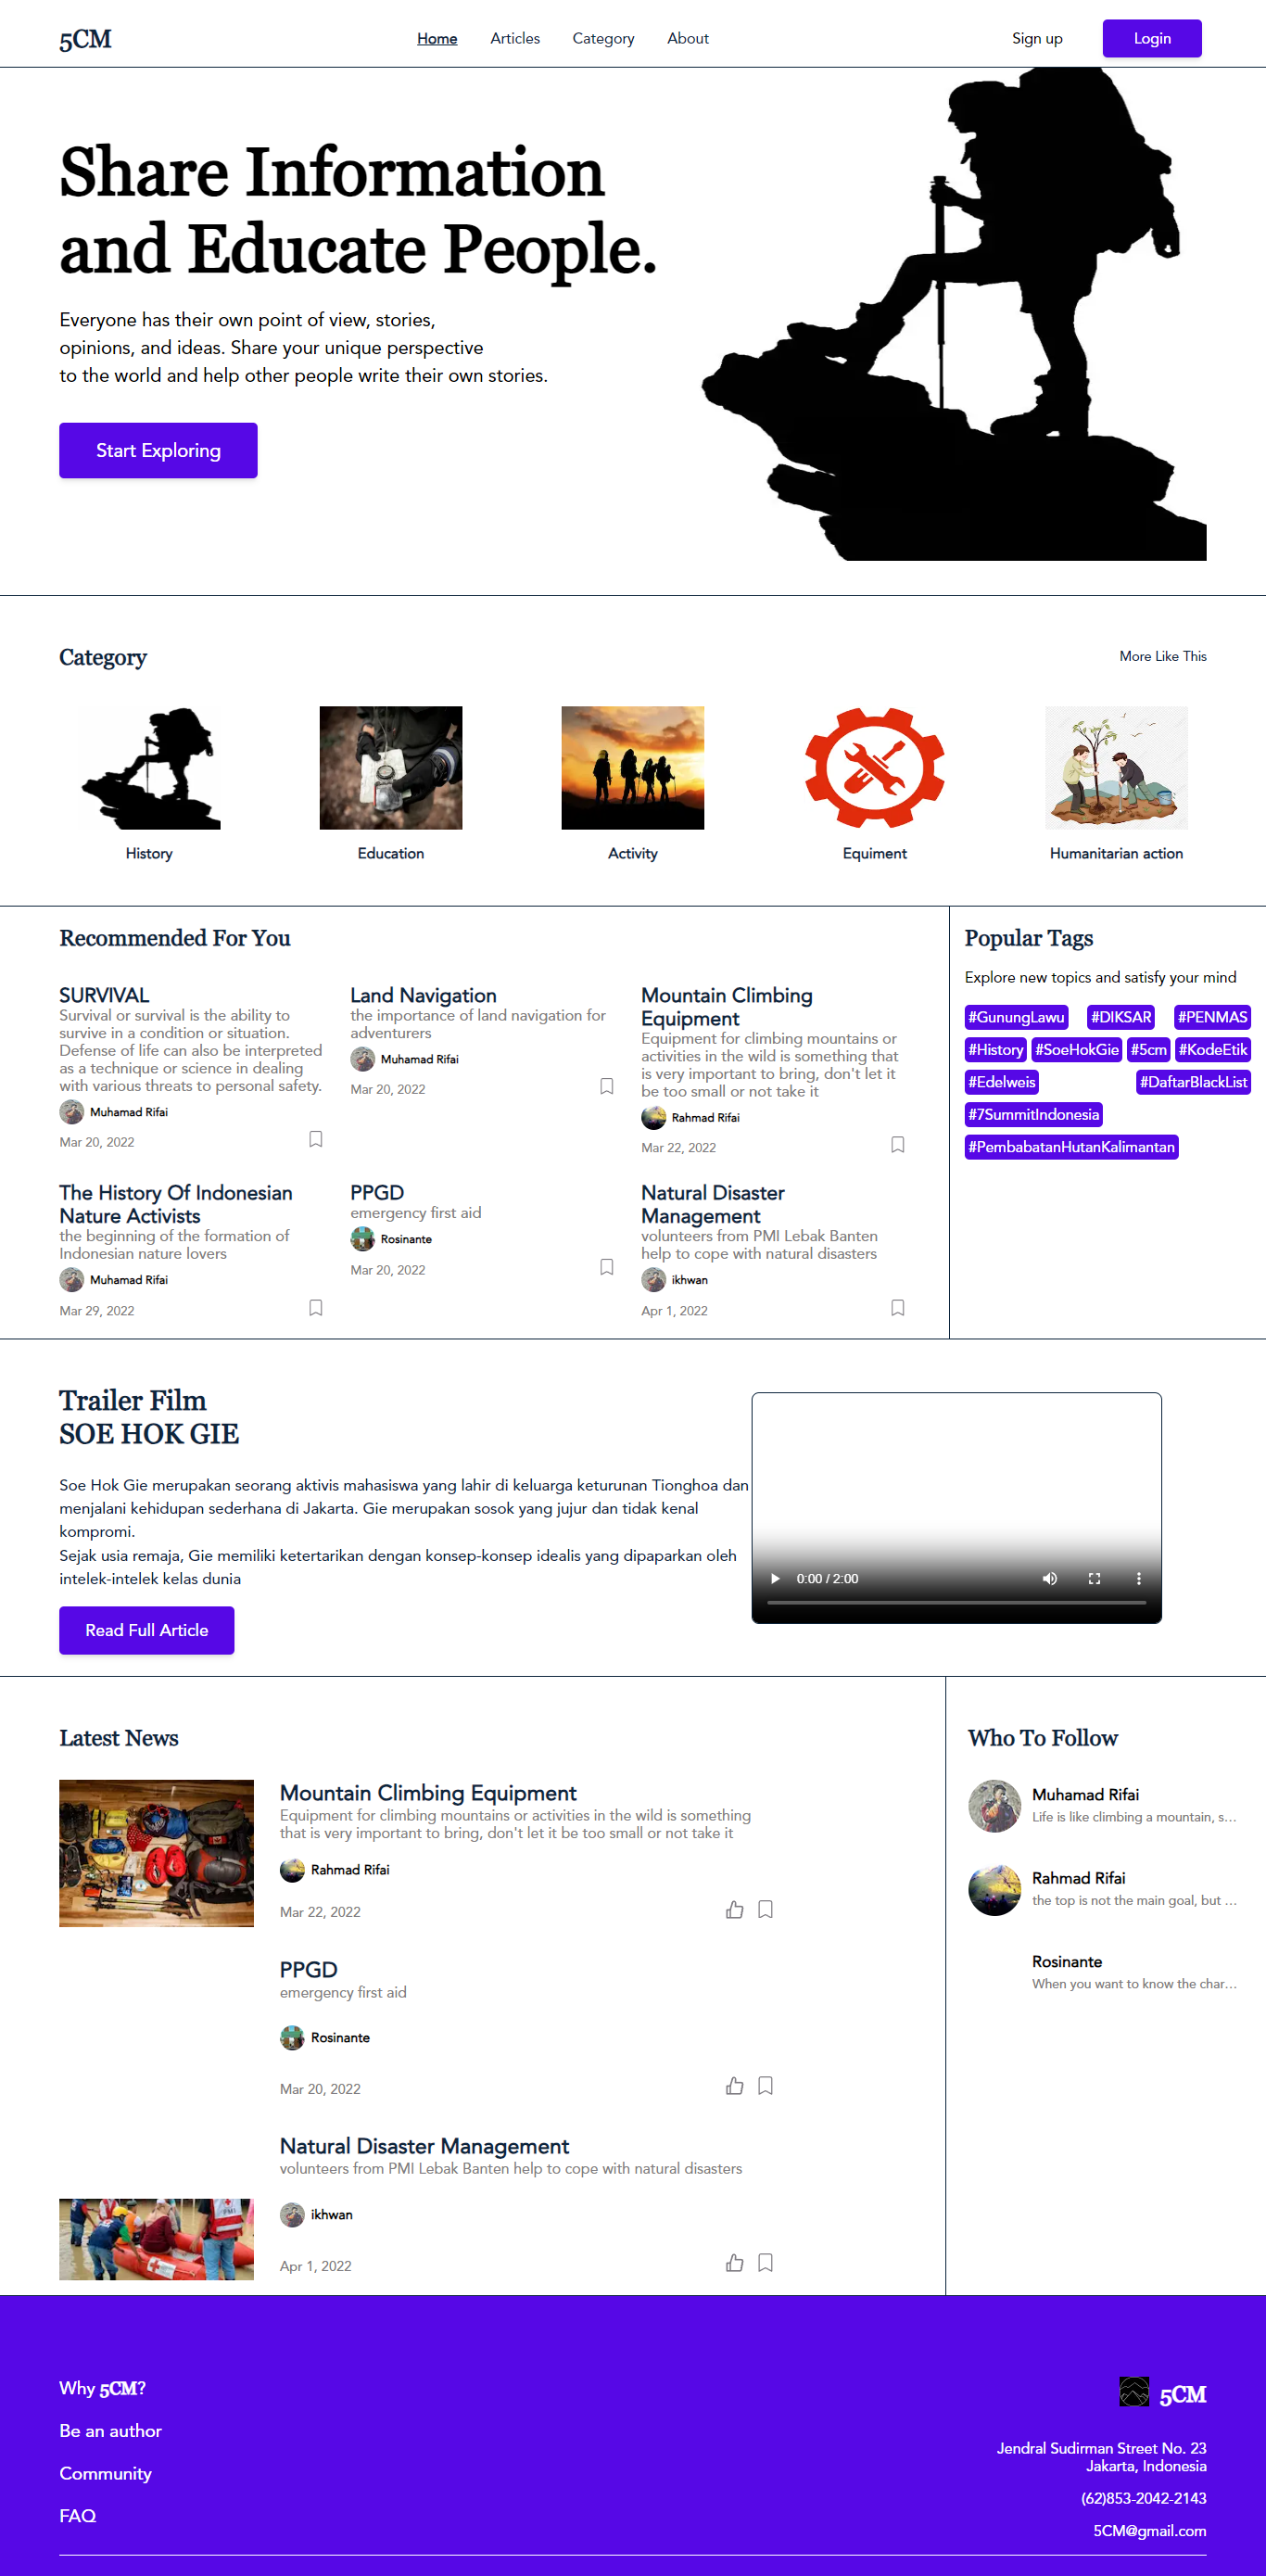 5CM
Home
Articles
Category
About
Sign up
Login
Share Information
and Educate People.
Everyone has their own point of view, stories,
opinions, and ideas. Share your unique perspective
to the world and help other people write their own stories.
Start Exploring
Category
More Like This
History
Education
Activity
Equiment
Humanitarian action
Recommended For You
SURVIVAL
Survival or survival is the ability to
survive in a condition or situation.
Defense of life can also be interpreted
as a technique or science in dealing
with various threats to personal safety.
Muhamad Rifai
Mar 20, 2022
Land Navigation
the importance of land navigation for
adventurers
Muhamad Rifai
Mar 20, 2022
Mountain Climbing
Equipment
Equipment for climbing mountains or
activities in the wild is something that
is very important to bring, don't let it
be too small or not take it
Rahmad Rifai
Mar 22, 2022
The History Of Indonesian
Nature Activists
the beginning of the formation of
Indonesian nature lovers
Muhamad Rifai
Mar 29, 2022
PPGD
emergency first aid
Rosinante
Mar 20, 2022
Natural Disaster
Management
volunteers from PMI Lebak Banten
help to cope with natural disasters
ikhwan
Apr 1, 2022
Popular Tags
Explore new topics and satisfy your mind
#GunungLawu #DIKSAR #PENMAS
#History #SoeHokGie #5cm #KodeEtik
#Edelweis #DaftarBlackList
#7SummitIndonesia
#PembabatanHutanKalimantan
Trailer Film
SOE HOK GIE
Soe Hok Gie merupakan seorang aktivis mahasiswa yang lahir di keluarga keturunan Tionghoa dan
menjalani kehidupan sederhana di Jakarta. Gie merupakan sosok yang jujur dan tidak kenal
kompromi.
Sejak usia remaja, Gie memiliki ketertarikan dengan konsep-konsep idealis yang dipaparkan oleh
intelek-intelek kelas dunia
Read Full Article
0:00 / 2:00
Latest News
Mountain Climbing Equipment
Equipment for climbing mountains or activities in the wild is something
that is very important to bring, don't let it be too small or not take it
Rahmad Rifai
Mar 22, 2022
PPGD
emergency first aid
Rosinante
Mar 20, 2022
Natural Disaster Management
volunteers from PMI Lebak Banten help to cope with natural disasters
ikhwan
Apr 1, 2022
Who To Follow
Muhamad Rifai
Life is like climbing a mountain, s...
Rahmad Rifai
the top is not the main goal, but ...
Rosinante
When you want to know the char...
Why 5CM?
Be an author
Community
FAQ
5CM
Jendral Sudirman Street No. 23
Jakarta, Indonesia
(62)853-2042-2143
5CM@gmail.com